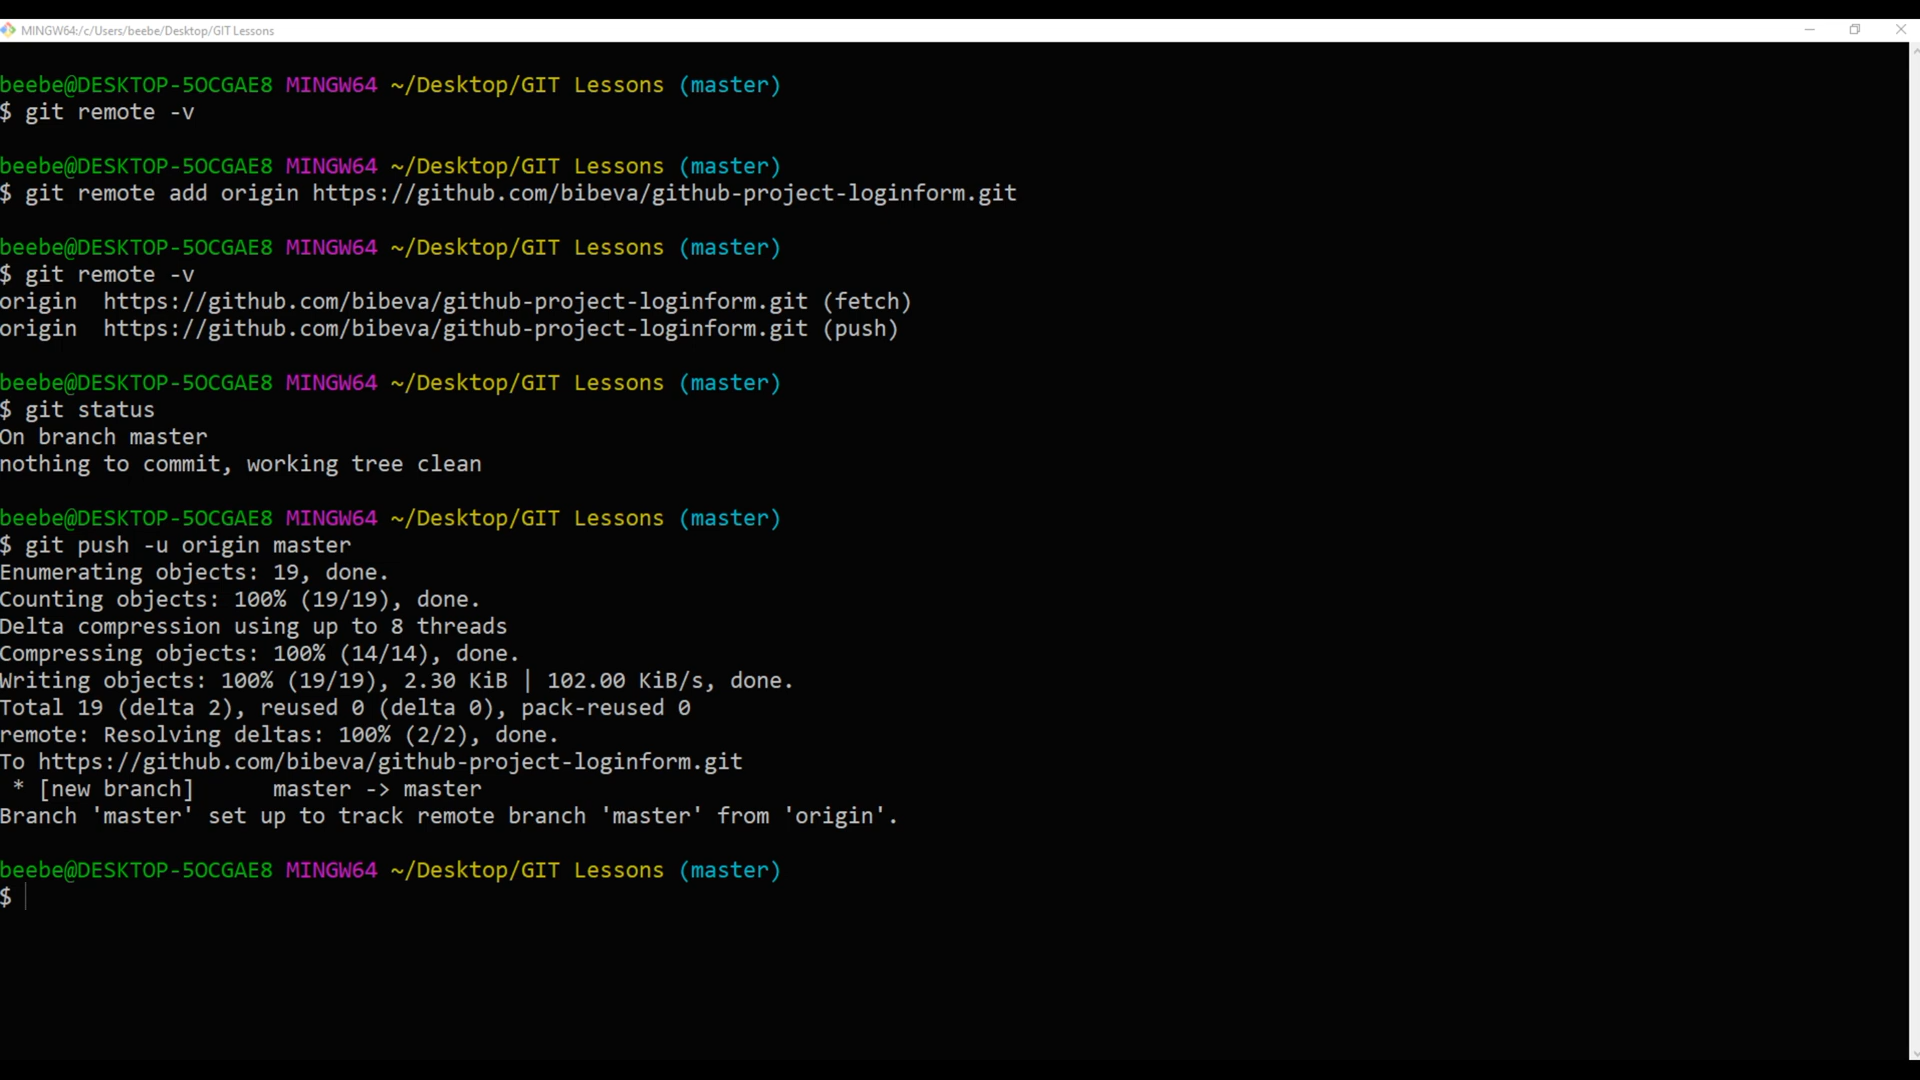 MINGW64:/c/Users/beebe/Desktop/GIT Lessons
beebe@DESKTOP-5OCGAE8 MINGW64 ~/Desktop/GIT Lessons (master)
$ git remote -v
beebe@DESKTOP-5OCGAE8 MINGW64 ~/Desktop/GIT Lessons (master)
$ git remote add origin https://github.com/bibeva/github-project-loginform.git
beebe@DESKTOP-5OCGAE8 MINGW64 ~/Desktop/GIT Lessons (master)
$ git remote -v
origin  https://github.com/bibeva/github-project-loginform.git (fetch)
origin  https://github.com/bibeva/github-project-loginform.git (push)
beebe@DESKTOP-5OCGAE8 MINGW64 ~/Desktop/GIT Lessons (master)
$ git status
On branch master
nothing to commit, working tree clean
beebe@DESKTOP-5OCGAE8 MINGW64 ~/Desktop/GIT Lessons (master)
$ git push -u origin master
Enumerating objects: 19, done.
Counting objects: 100% (19/19), done.
Delta compression using up to 8 threads
Compressing objects: 100% (14/14), done.
Writing objects: 100% (19/19), 2.30 KiB | 102.00 KiB/s, done.
Total 19 (delta 2), reused 0 (delta 0), pack-reused 0
remote: Resolving deltas: 100% (2/2), done.
To https://github.com/bibeva/github-project-loginform.git
 * [new branch]      master -> master
Branch 'master' set up to track remote branch 'master' from 'origin'.
beebe@DESKTOP-5OCGAE8 MINGW64 ~/Desktop/GIT Lessons (master)
$